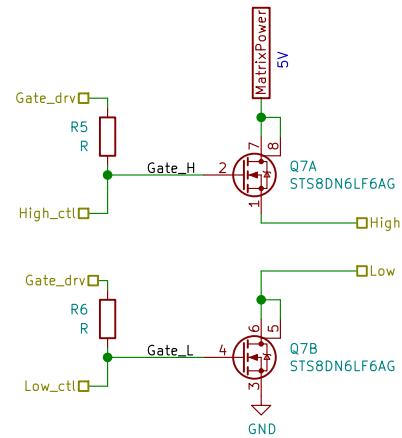 MatrixPower
5V
Gate_drv
R5
R
7
8
Gate_H
2
Q7A
STS8DN6LF6AG
1
High_ctl
High
Low
Gate_drv
R6
R
6
5
Gate_L
4
Q7B
STS8DN6LF6AG
3
Low_ctl
GND